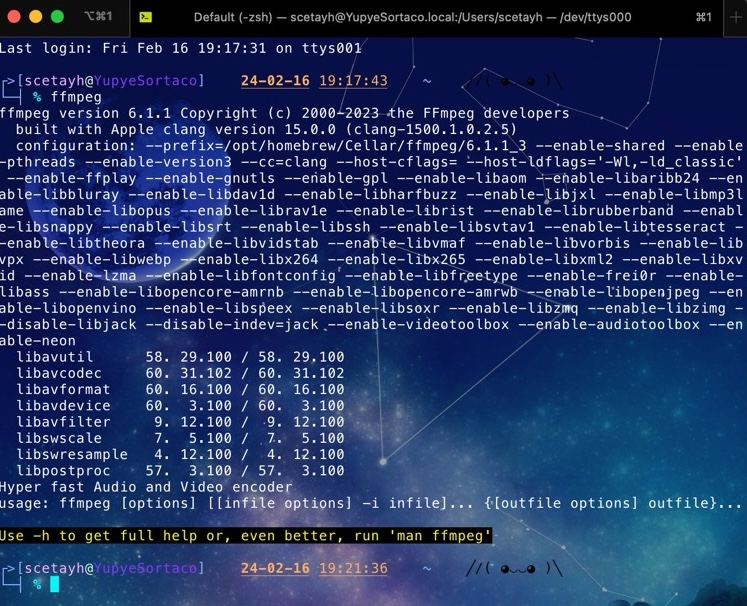 ⌥⌘1 Default (-zsh) — scetayh@YupyeSortaco.local:/Users/scetayh — /dev/ttys000 ⌘1 +
Last login: Fri Feb 16 19:17:31 on ttys001
┌>[scetayh@YupyeSortaco] 24-02-16 19:17:43 ~ //(◕‿‿◕ )\
└─┤ % ffmpeg
ffmpeg version 6.1.1 Copyright (c) 2000-2023 the FFmpeg developers
built with Apple clang version 15.0.0 (clang-1500.1.0.2.5)
configuration: --prefix=/opt/homebrew/Cellar/ffmpeg/6.1.1_3 --enable-shared --enable
-pthreads --enable-version3 --cc=clang --host-cflags= --host-ldflags='-Wl,-ld_classic'
--enable-ffplay --enable-gnutls --enable-gpl --enable-libaom --enable-libaribb24 --en
able-libbluray --enable-libdav1d --enable-libharfbuzz --enable-libjxl --enable-libmp3l
ame --enable-libopus --enable-librav1e --enable-librist --enable-librubberband --enabl
e-libsnappy --enable-libsrt --enable-libssh --enable-libsvtav1 --enable-libtesseract -
-enable-libtheora --enable-libvidstab --enable-libvmaf --enable-libvorbis --enable-lib
vpx --enable-libwebp --enable-libx264 --enable-libx265 --enable-libxml2 --enable-libxv
id --enable-lzma --enable-libfontconfig --enable-libfreetype --enable-frei0r --enable-
libass --enable-libopencore-amrnb --enable-libopencore-amrwb --enable-libopenjpeg --en
able-libopenvino --enable-libspeex --enable-libsoxr --enable-libzmq --enable-libzimg -
-disable-libjack --disable-indev=jack --enable-videotoolbox --enable-audiotoolbox --en
able-neon
libavutil 58. 29.100 / 58. 29.100
libavcodec 60. 31.102 / 60. 31.102
libavformat 60. 16.100 / 60. 16.100
libavdevice 60. 3.100 / 60. 3.100
libavfilter 9. 12.100 / 9. 12.100
libswscale 7. 5.100 / 7. 5.100
libswresample 4. 12.100 / 4. 12.100
libpostproc 57. 3.100 / 57. 3.100
Hyper fast Audio and Video encoder
usage: ffmpeg [options] [[infile options] -i infile]... {[outfile options] outfile}...
Use -h to get full help or, even better, run 'man ffmpeg'
┌>[scetayh@YupyeSortaco] 24-02-16 19:21:36 ~ //(◕‿‿◕ )\
└─┤ %